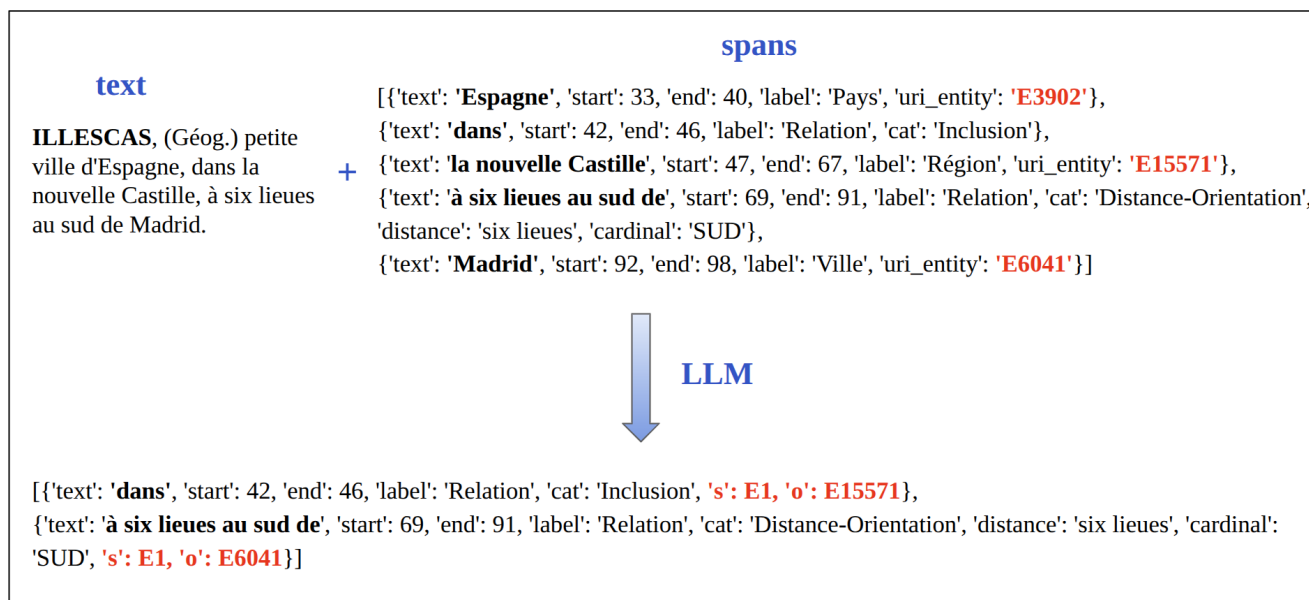 text
ILLESCAS, (Géog.) petite
ville d'Espagne, dans la
nouvelle Castille, à six lieues
au sud de Madrid.
+
spans
[{'text': 'Espagne', 'start': 33, 'end': 40, 'label': 'Pays', 'uri_entity': 'E3902'},
{'text': 'dans', 'start': 42, 'end': 46, 'label': 'Relation', 'cat': 'Inclusion'},
{'text': 'la nouvelle Castille', 'start': 47, 'end': 67, 'label': 'Région', 'uri_entity': 'E15571'},
{'text': 'à six lieues au sud de', 'start': 69, 'end': 91, 'label': 'Relation', 'cat': 'Distance-Orientation',
'distance': 'six lieues', 'cardinal': 'SUD'},
{'text': 'Madrid', 'start': 92, 'end': 98, 'label': 'Ville', 'uri_entity': 'E6041'}]
LLM
[{'text': 'dans', 'start': 42, 'end': 46, 'label': 'Relation', 'cat': 'Inclusion', 's': E1, 'o': E15571},
{'text': 'à six lieues au sud de', 'start': 69, 'end': 91, 'label': 'Relation', 'cat': 'Distance-Orientation', 'distance': 'six lieues', 'cardinal':
'SUD', 's': E1, 'o': E6041}]